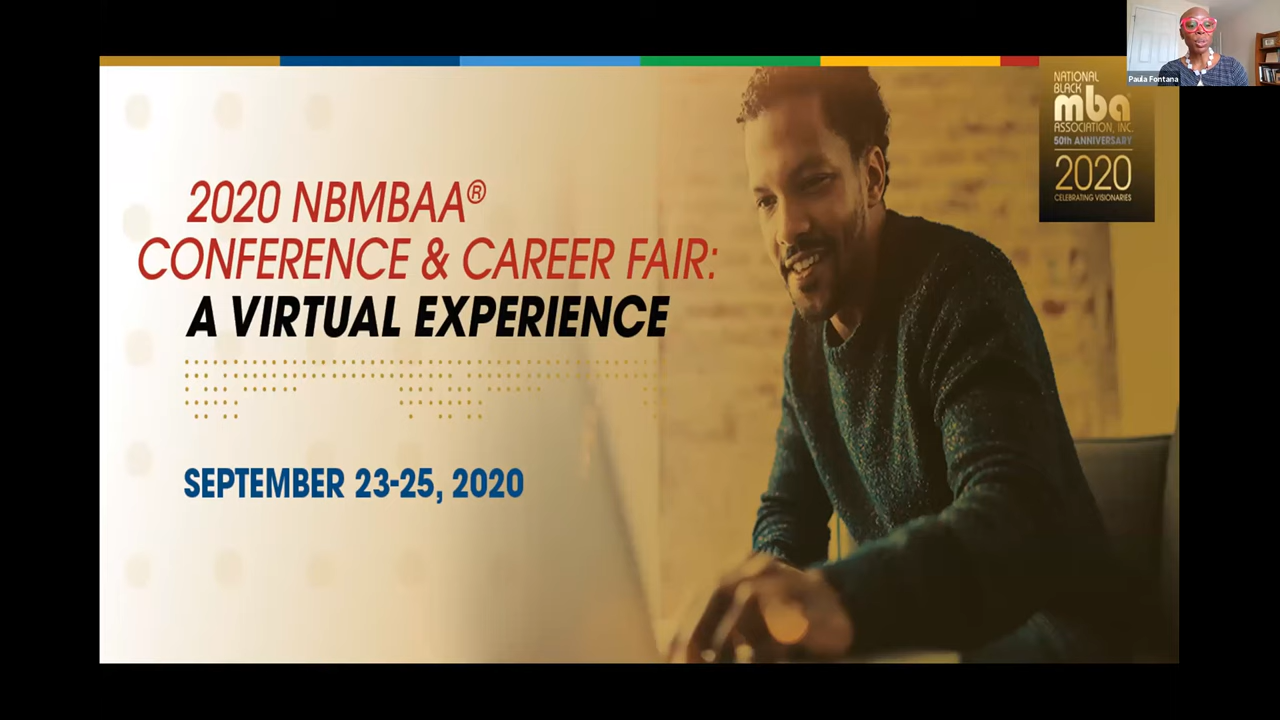 Paula Fontana
NATIONAL
BLACK
mba
ASSOCIATION, INC.
50th ANNIVERSARY
2020
CELEBRATING VISIONARIES
2020 NBMBAA®
CONFERENCE & CAREER FAIR:
A VIRTUAL EXPERIENCE
SEPTEMBER 23-25, 2020